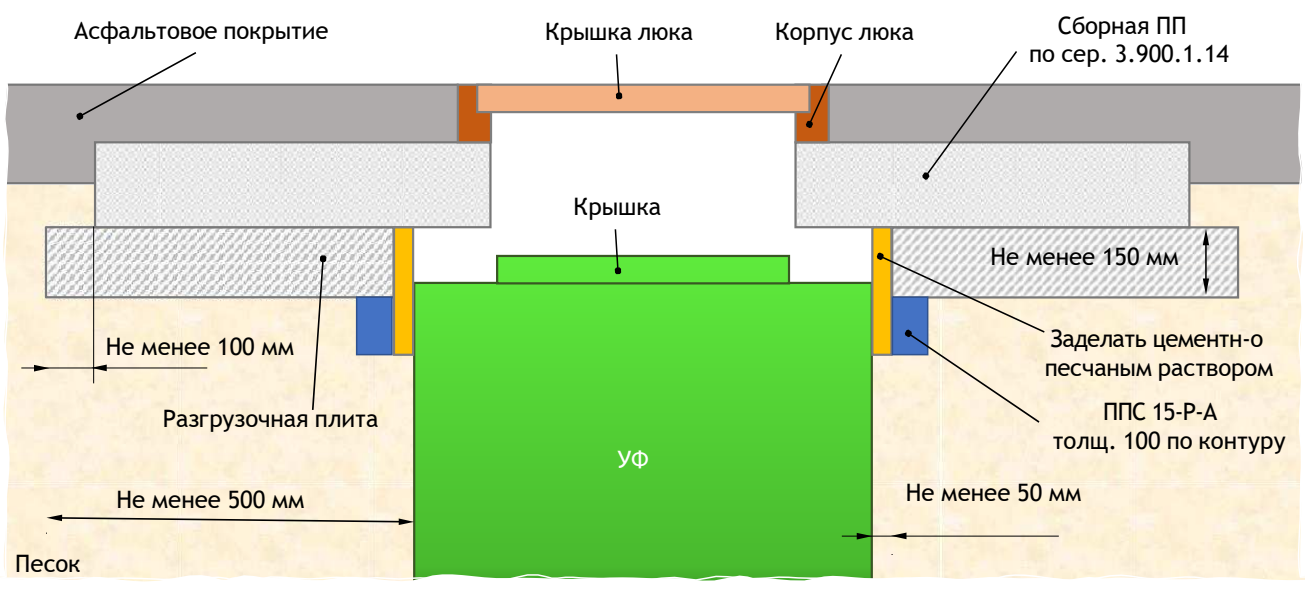 Асфальтовое покрытие
Крышка люка
Корпус люка
Сборная ПП
по сер. 3.900.1.14
Крышка
Не менее 150 мм
Не менее 100 мм
Заделать цементн-о
песчаным раствором
Разгрузочная плита
ППС 15-Р-А
толщ. 100 по контуру
УФ
Не менее 500 мм
Не менее 50 мм
Песок